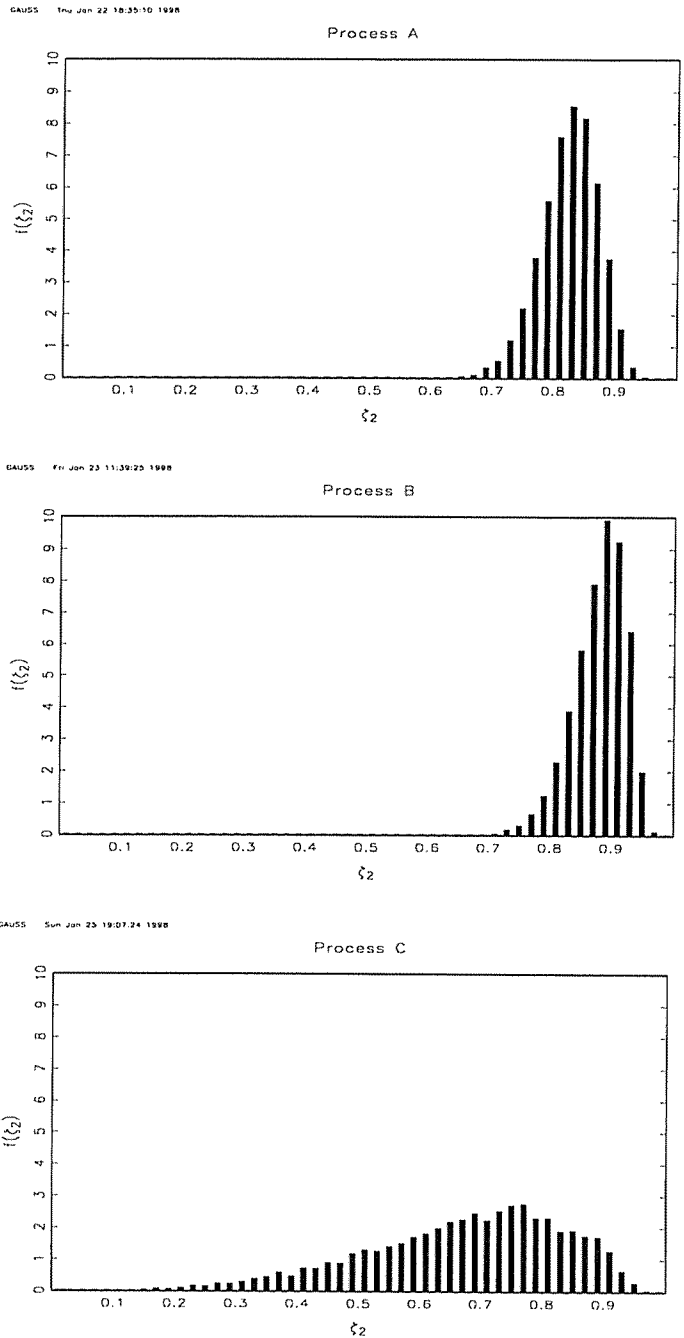 GAUSS Thu Jan 22 18:35:10 1998
Process A
10
9
8
7
6
5
4
3
2
1
0
f(ζ2)
0.1 0.2 0.3 0.4 0.5 0.6 0.7 0.8 0.9
ζ2
GAUSS Fri Jan 23 11:39:25 1998
Process B
10
9
8
7
6
5
4
3
2
1
0
f(ζ2)
0.1 0.2 0.3 0.4 0.5 0.6 0.7 0.8 0.9
ζ2
GAUSS Sun Jan 25 19:07:24 1998
Process C
10
9
8
7
6
5
4
3
2
1
0
f(ζ2)
0.1 0.2 0.3 0.4 0.5 0.6 0.7 0.8 0.9
ζ2